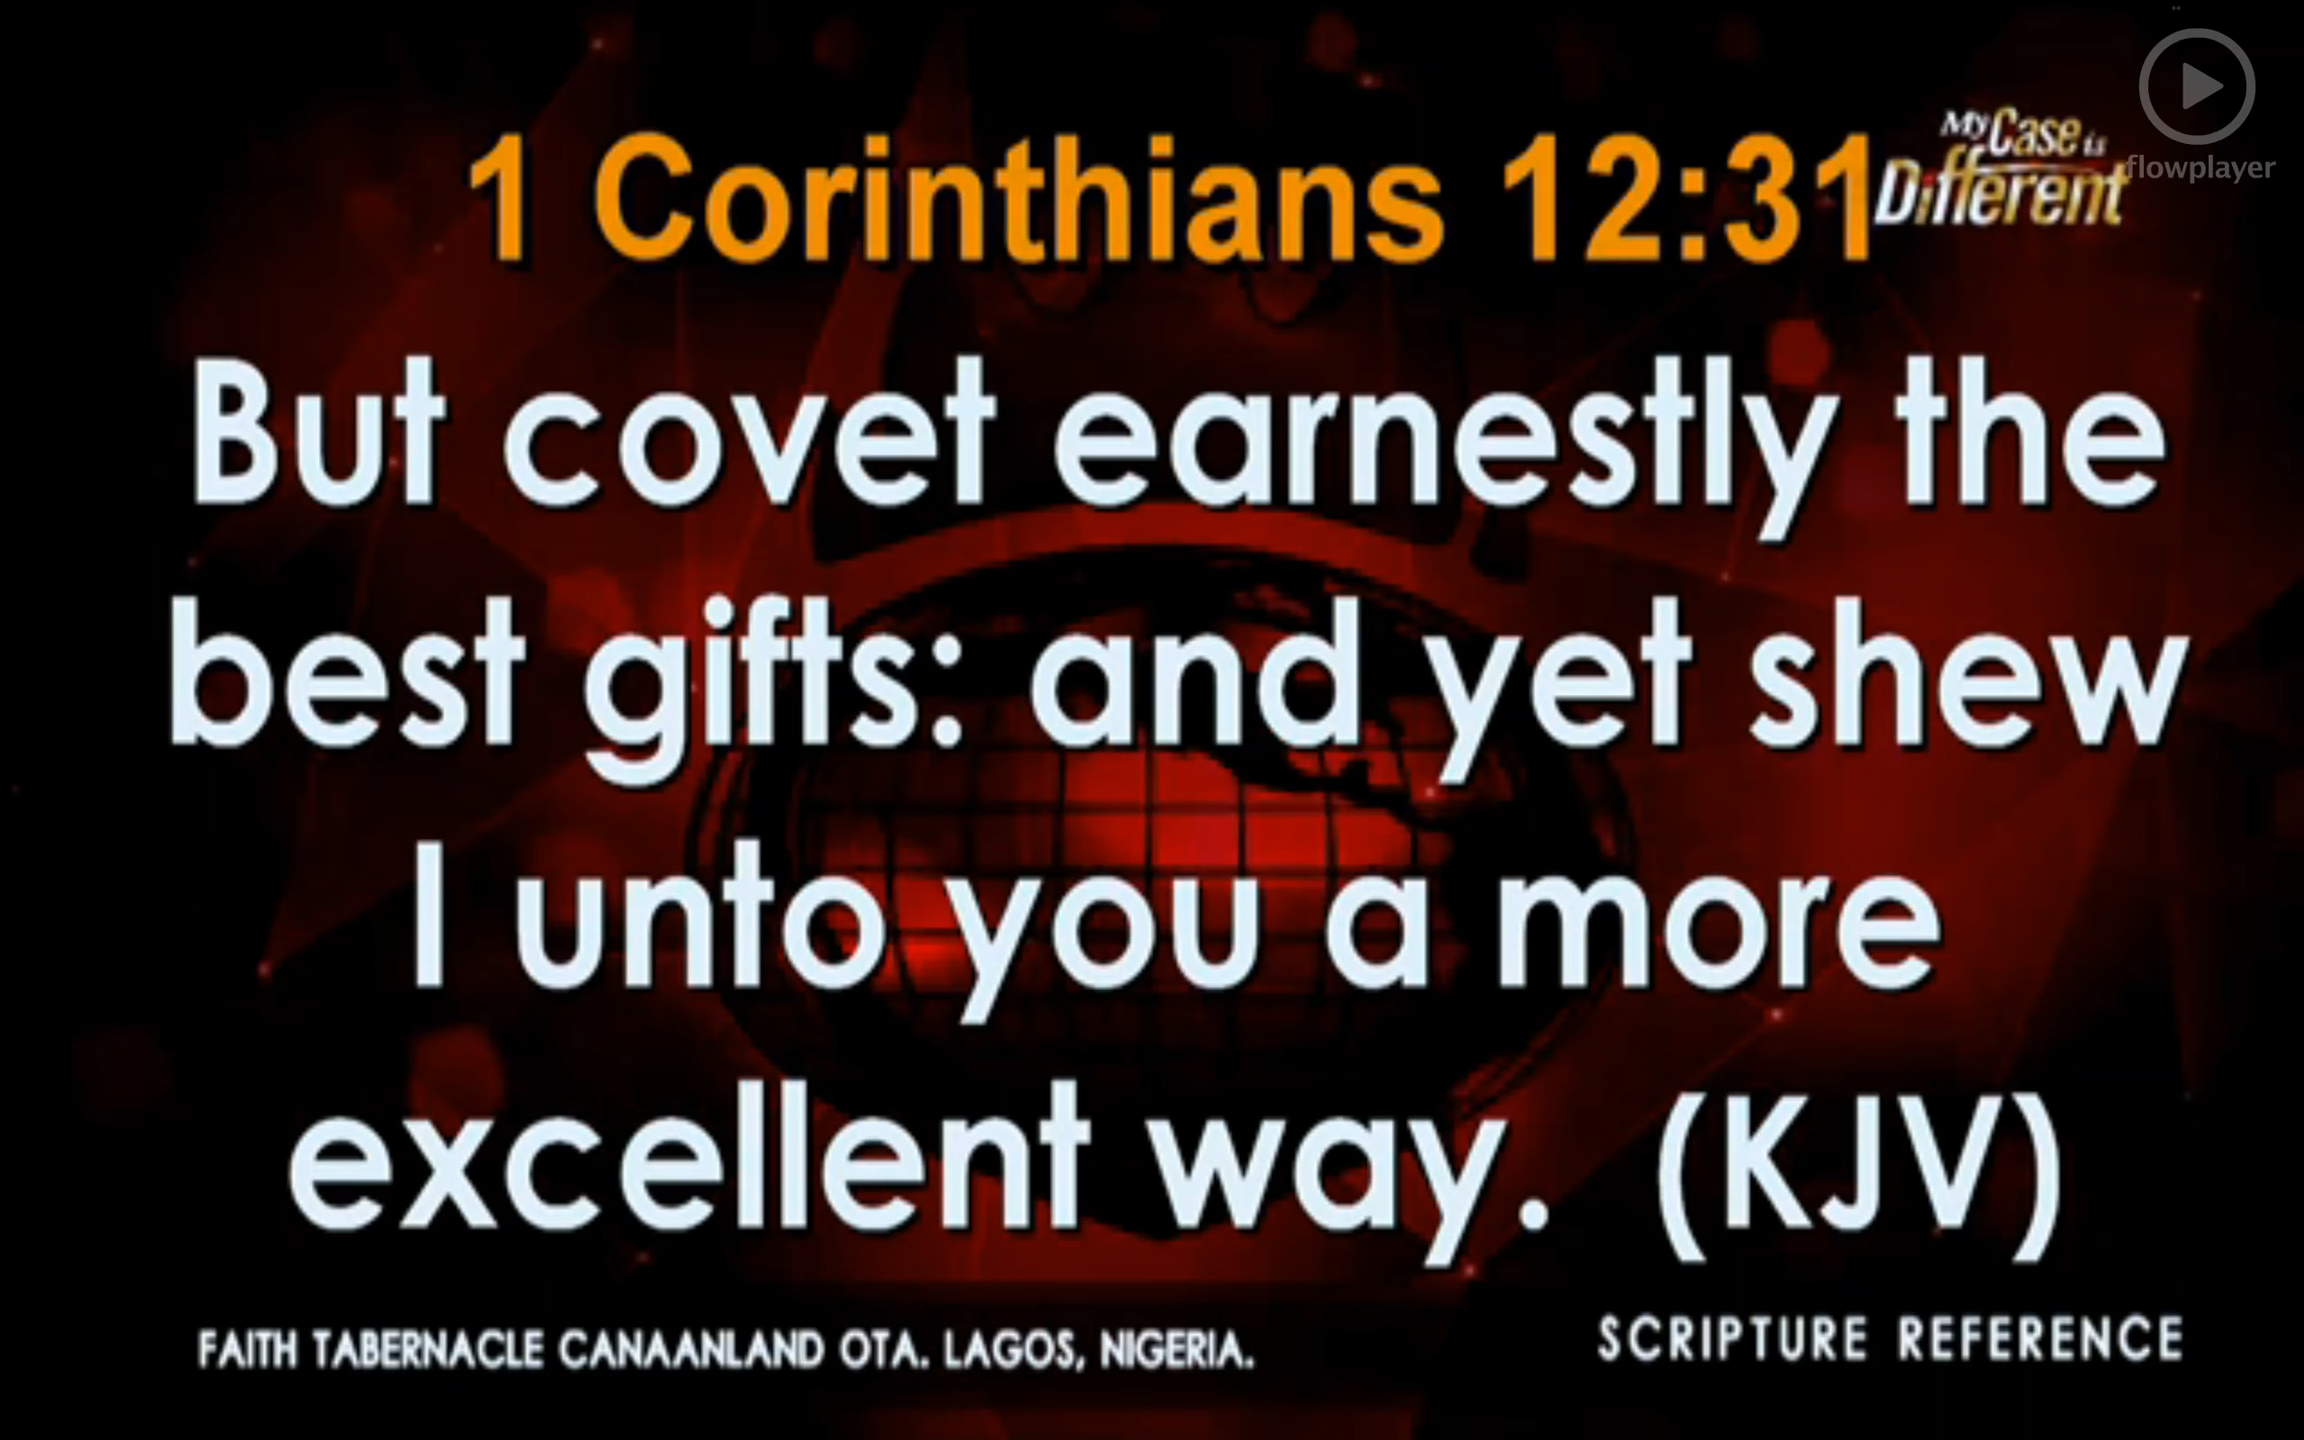 1 Corinthians 12:31
My Case is
Different
flowplayer
But covet earnestly the
best gifts: and yet shew
I unto you a more
excellent way. (KJV)
FAITH TABERNACLE CANAANLAND OTA. LAGOS, NIGERIA.
SCRIPTURE REFERENCE